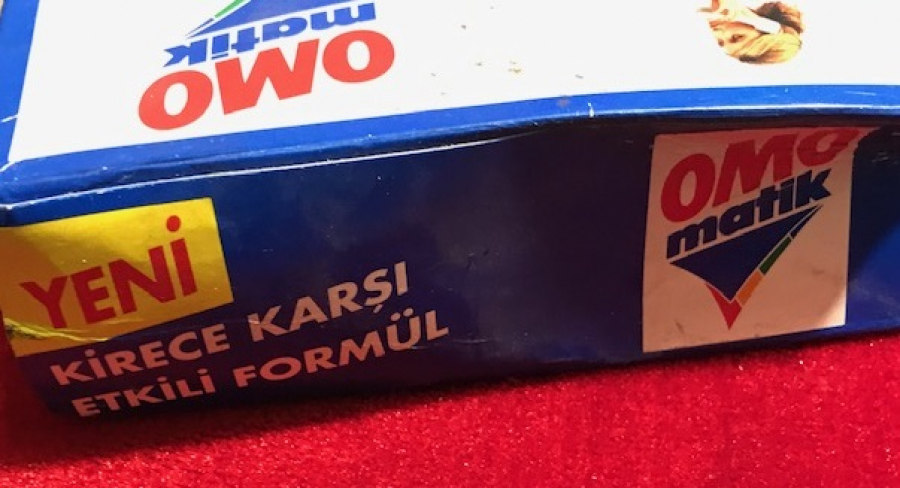 OMO
matik
OMO
matik
YENİ
KİRECE KARŞI
ETKİLİ FORMÜL